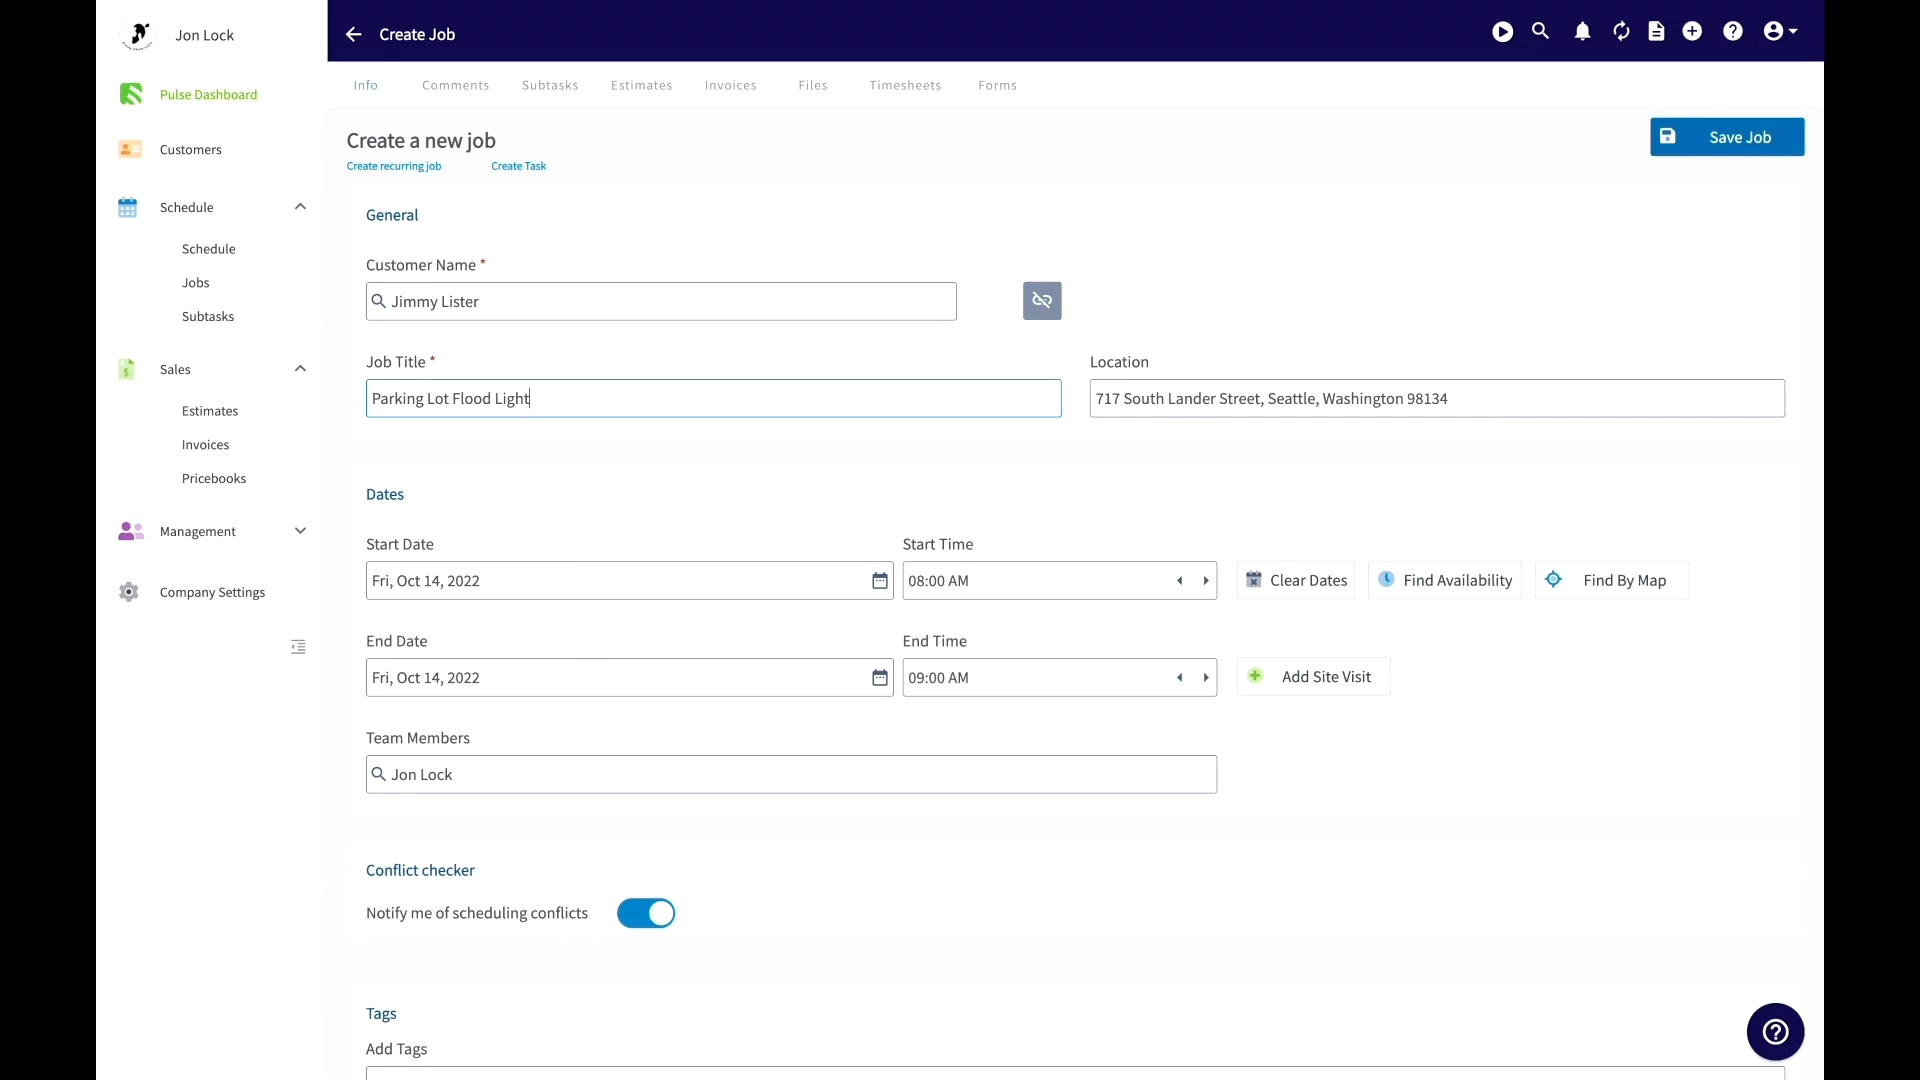 Jon Lock
Create Job
Pulse Dashboard
Customers
Schedule
Schedule
Jobs
Subtasks
Sales
Estimates
Invoices
Pricebooks
Management
Company Settings
Info Comments Subtasks Estimates Invoices Files Timesheets Forms
Create a new job
Create recurring job Create Task
Save Job
General
Customer Name *
Jimmy Lister
Job Title * Location
Parking Lot Flood Light 717 South Lander Street, Seattle, Washington 98134
Dates
Start Date Start Time
Fri, Oct 14, 2022 08:00 AM Clear Dates Find Availability Find By Map
End Date End Time
Fri, Oct 14, 2022 09:00 AM Add Site Visit
Team Members
Jon Lock
Conflict checker
Notify me of scheduling conflicts
Tags
Add Tags